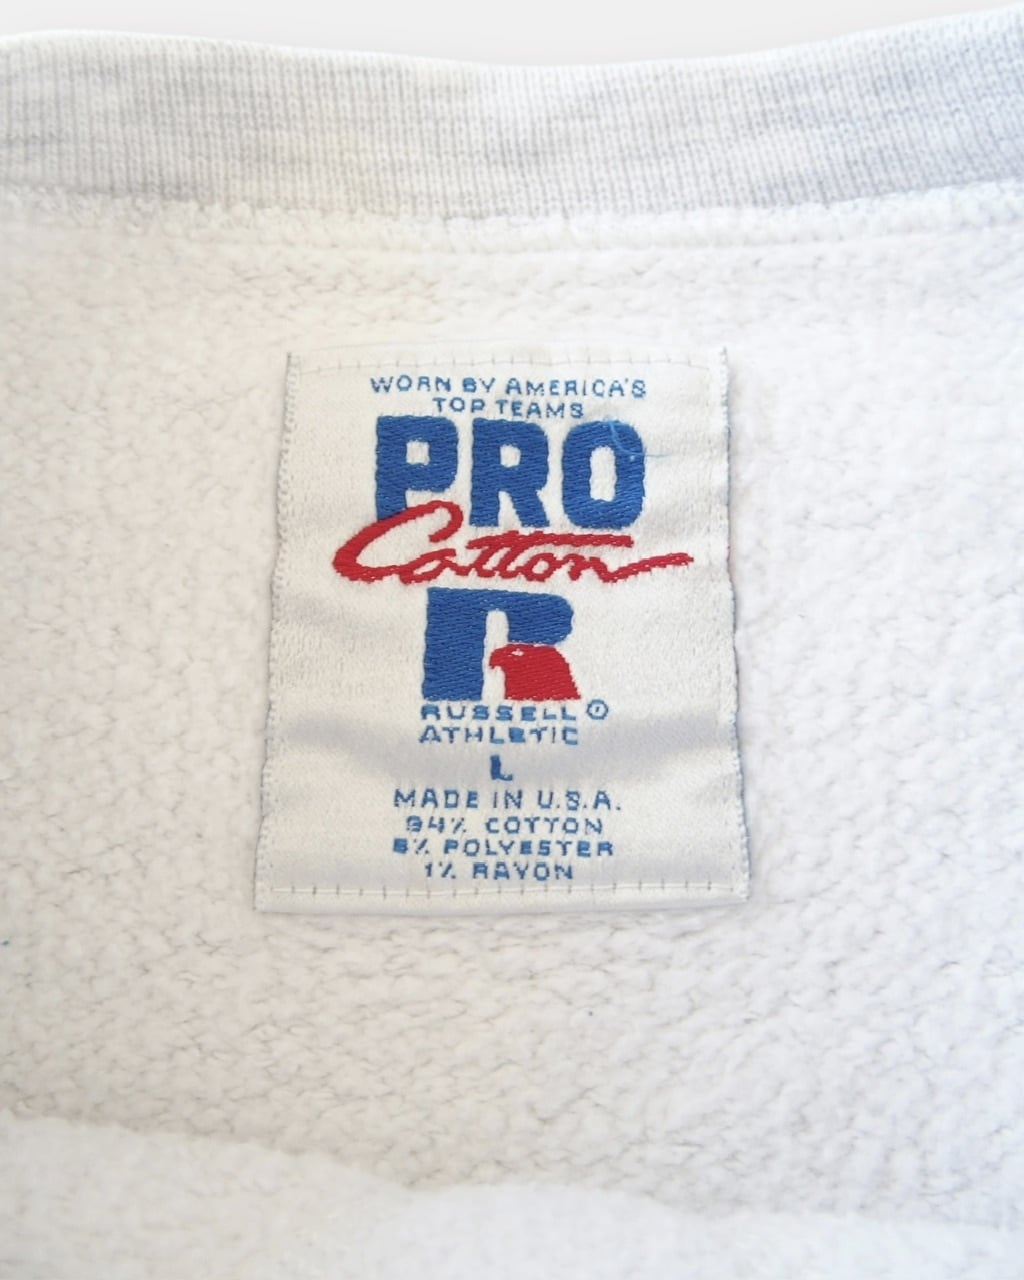 WORN BY AMERICA'S
TOP TEAMS
PRO
Cotton
R
RUSSELL ®
ATHLETIC
L
MADE IN U.S.A.
94% COTTON
5% POLYESTER
1% RAYON